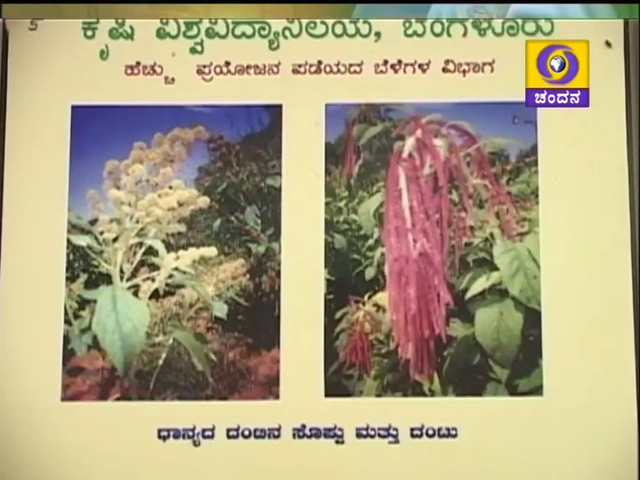 ಕೃಷಿ ವಿಶ್ವವಿದ್ಯಾನಿಲಯ, ಬೆಂಗಳೂರು
ಹೆಚ್ಚು ಪ್ರಯೋಜನ ಪಡೆಯದ ಬೆಳೆಗಳ ವಿಭಾಗ
ಚಂದನ
ಧಾನ್ಯದ ದಂಟಿನ ಸೊಪ್ಪು ಮತ್ತು ದಂಟು